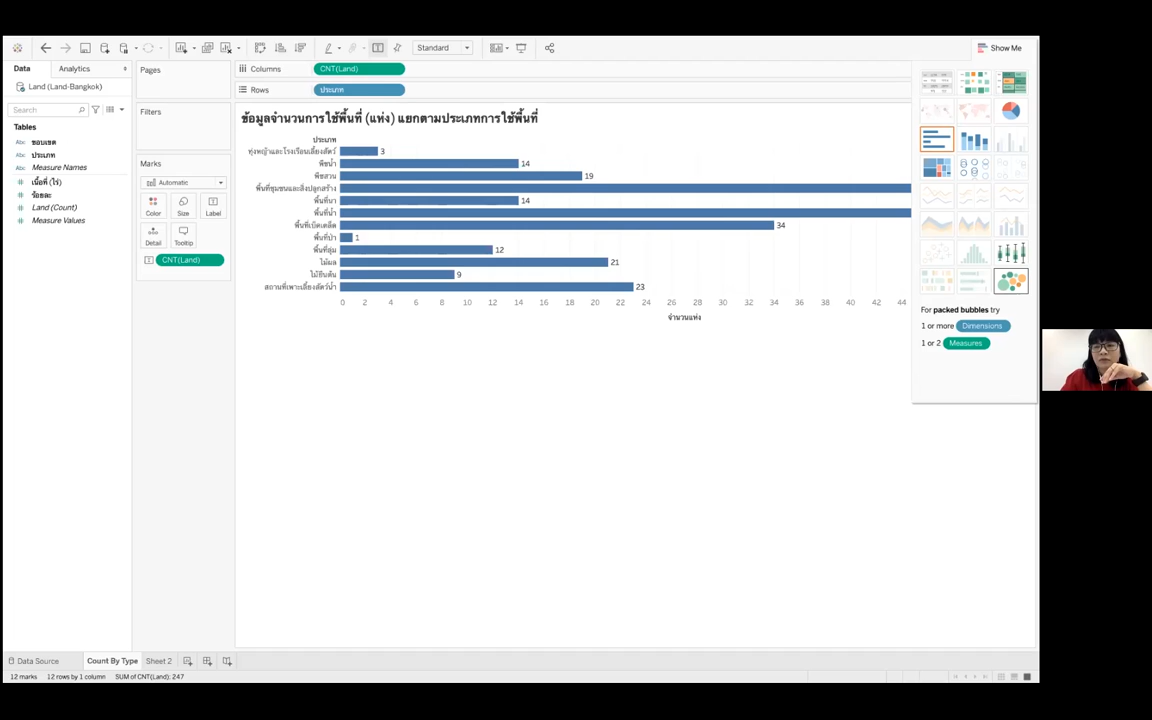 Standard
Show Me
Data
Analytics
Pages
Columns
CNT(Land)
Land (Land-Bangkok)
Rows
ประเภท
Search
Filters
ข้อมูลจำนวนการใช้พื้นที่ (แห่ง) แยกตามประเภทการใช้พื้นที่
Tables
Abc ขอบเขต
Abc ประเภท
Abc Measure Names
# เนื้อที่ (ไร่)
# ร้อยละ
# Land (Count)
# Measure Values
Marks
Automatic
Color
Size
Label
Detail
Tooltip
CNT(Land)
ประเภท
ทุ่งหญ้าและโรงเรือนเลี้ยงสัตว์ 3
พืชน้ำ 14
พืชสวน 19
พื้นที่ชุมชนและสิ่งปลูกสร้าง
พื้นที่นา 14
พื้นที่น้ำ
พื้นที่เบ็ดเตล็ด 34
พื้นที่ป่า 1
พื้นที่ลุ่ม 12
ไม้ผล 21
ไม้ยืนต้น 9
สถานที่เพาะเลี้ยงสัตว์น้ำ 23
0 2 4 6 8 10 12 14 16 18 20 22 24 26 28 30 32 34 36 38 40 42 44
จำนวนแห่ง
For packed bubbles try
1 or more Dimensions
1 or 2 Measures
Data Source
Count By Type
Sheet 2
12 marks
12 rows by 1 column
SUM of CNT(Land): 247